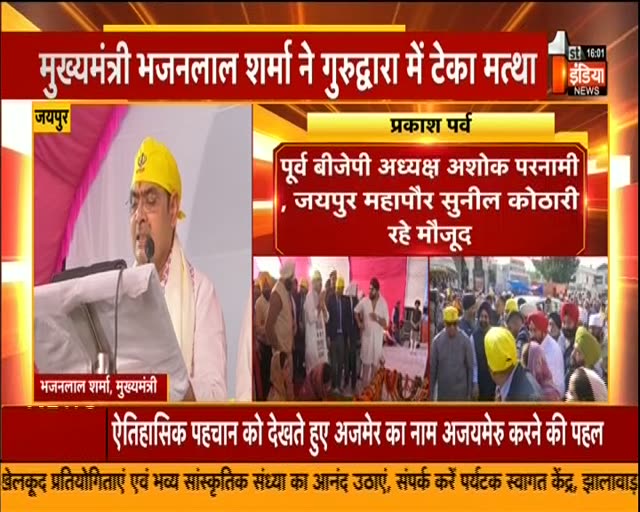 मुख्यमंत्री भजनलाल शर्मा ने गुरुद्वारा में टेका मत्था
1st
इंडिया
NEWS
16:01
जयपुर
प्रकाश पर्व
पूर्व बीजेपी अध्यक्ष अशोक परनामी
, जयपुर महापौर सुनील कोठारी
रहे मौजूद
भजनलाल शर्मा, मुख्यमंत्री
ऐतिहासिक पहचान को देखते हुए अजमेर का नाम अजयमेरु करने की पहल
खेलकूद प्रतियोगिताएं एवं भव्य सांस्कृतिक संध्या का आनंद उठाएं, संपर्क करें पर्यटक स्वागत केंद्र, झालावाड़